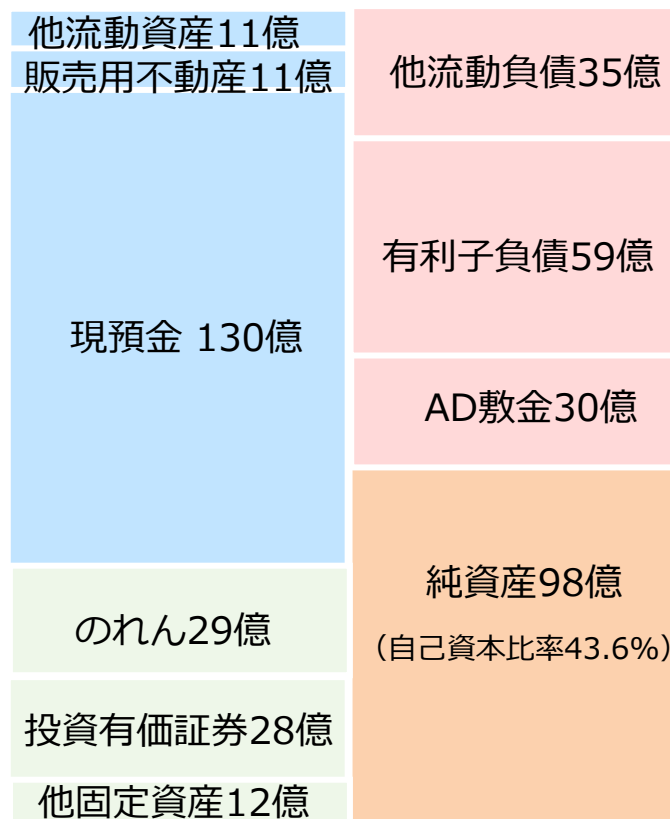 他流動資産11億
販売用不動産11億
現預金 130億
のれん29億
投資有価証券28億
他固定資産12億
他流動負債35億
有利子負債59億
AD敷金30億
純資産98億
（自己資本比率43.6%）